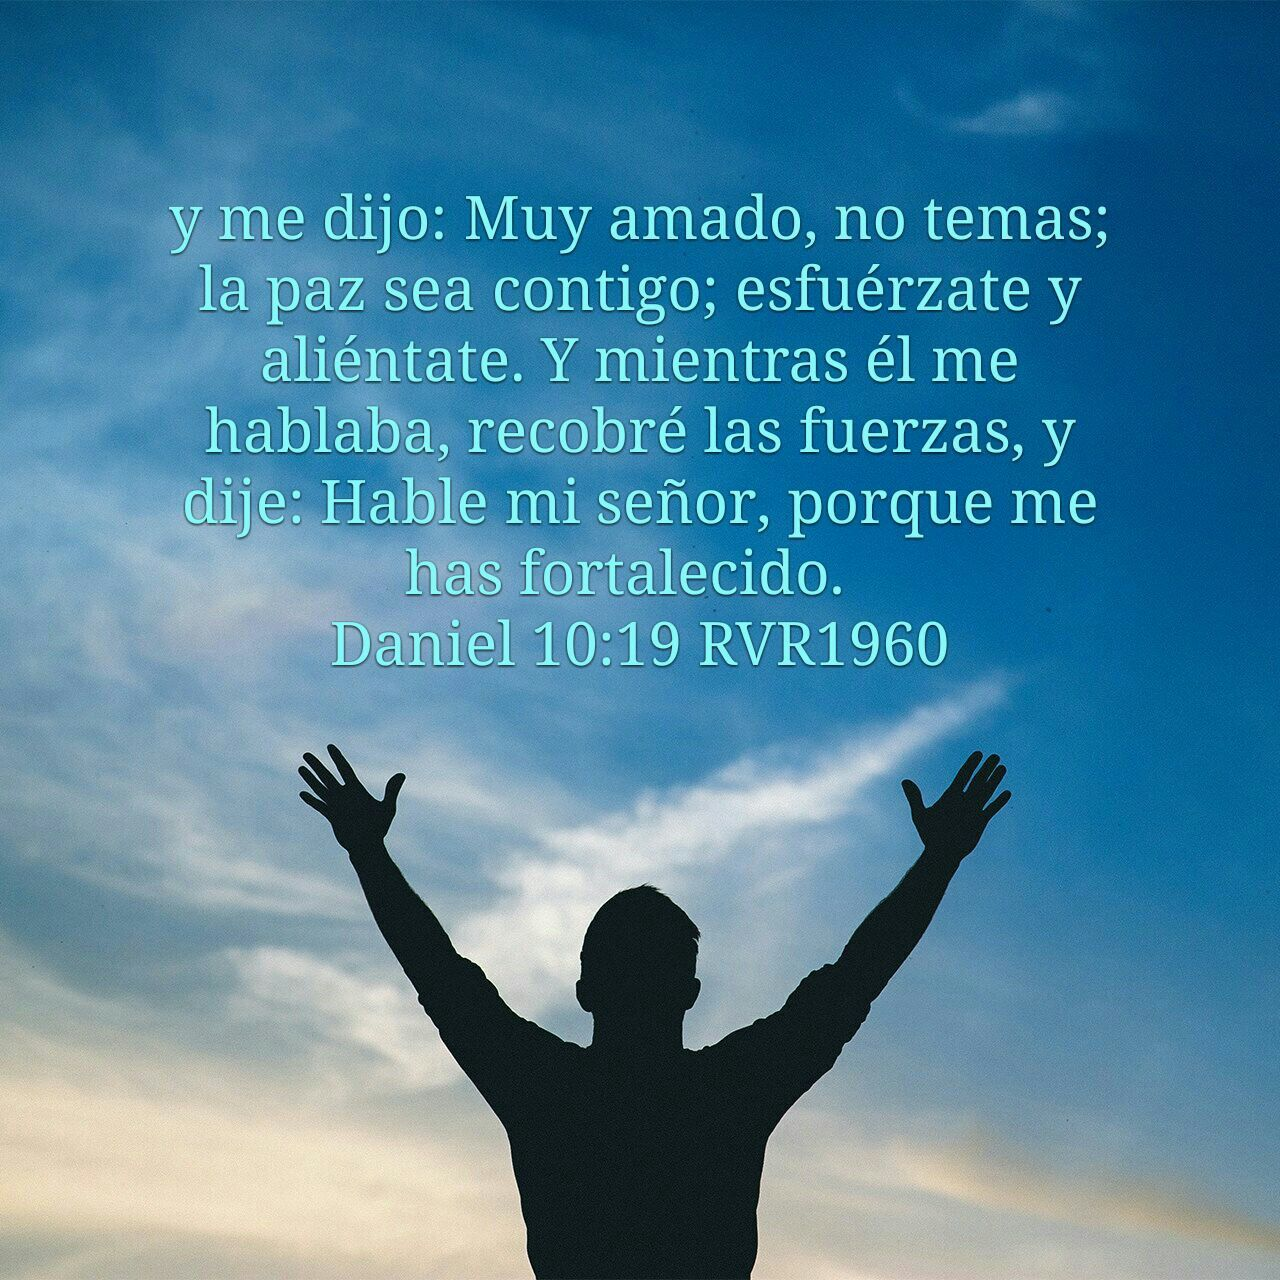 y me dijo: Muy amado, no temas;
la paz sea contigo; esfuérzate y
aliéntate. Y mientras él me
hablaba, recobré las fuerzas, y
dije: Hable mi señor, porque me
has fortalecido.
Daniel 10:19 RVR1960